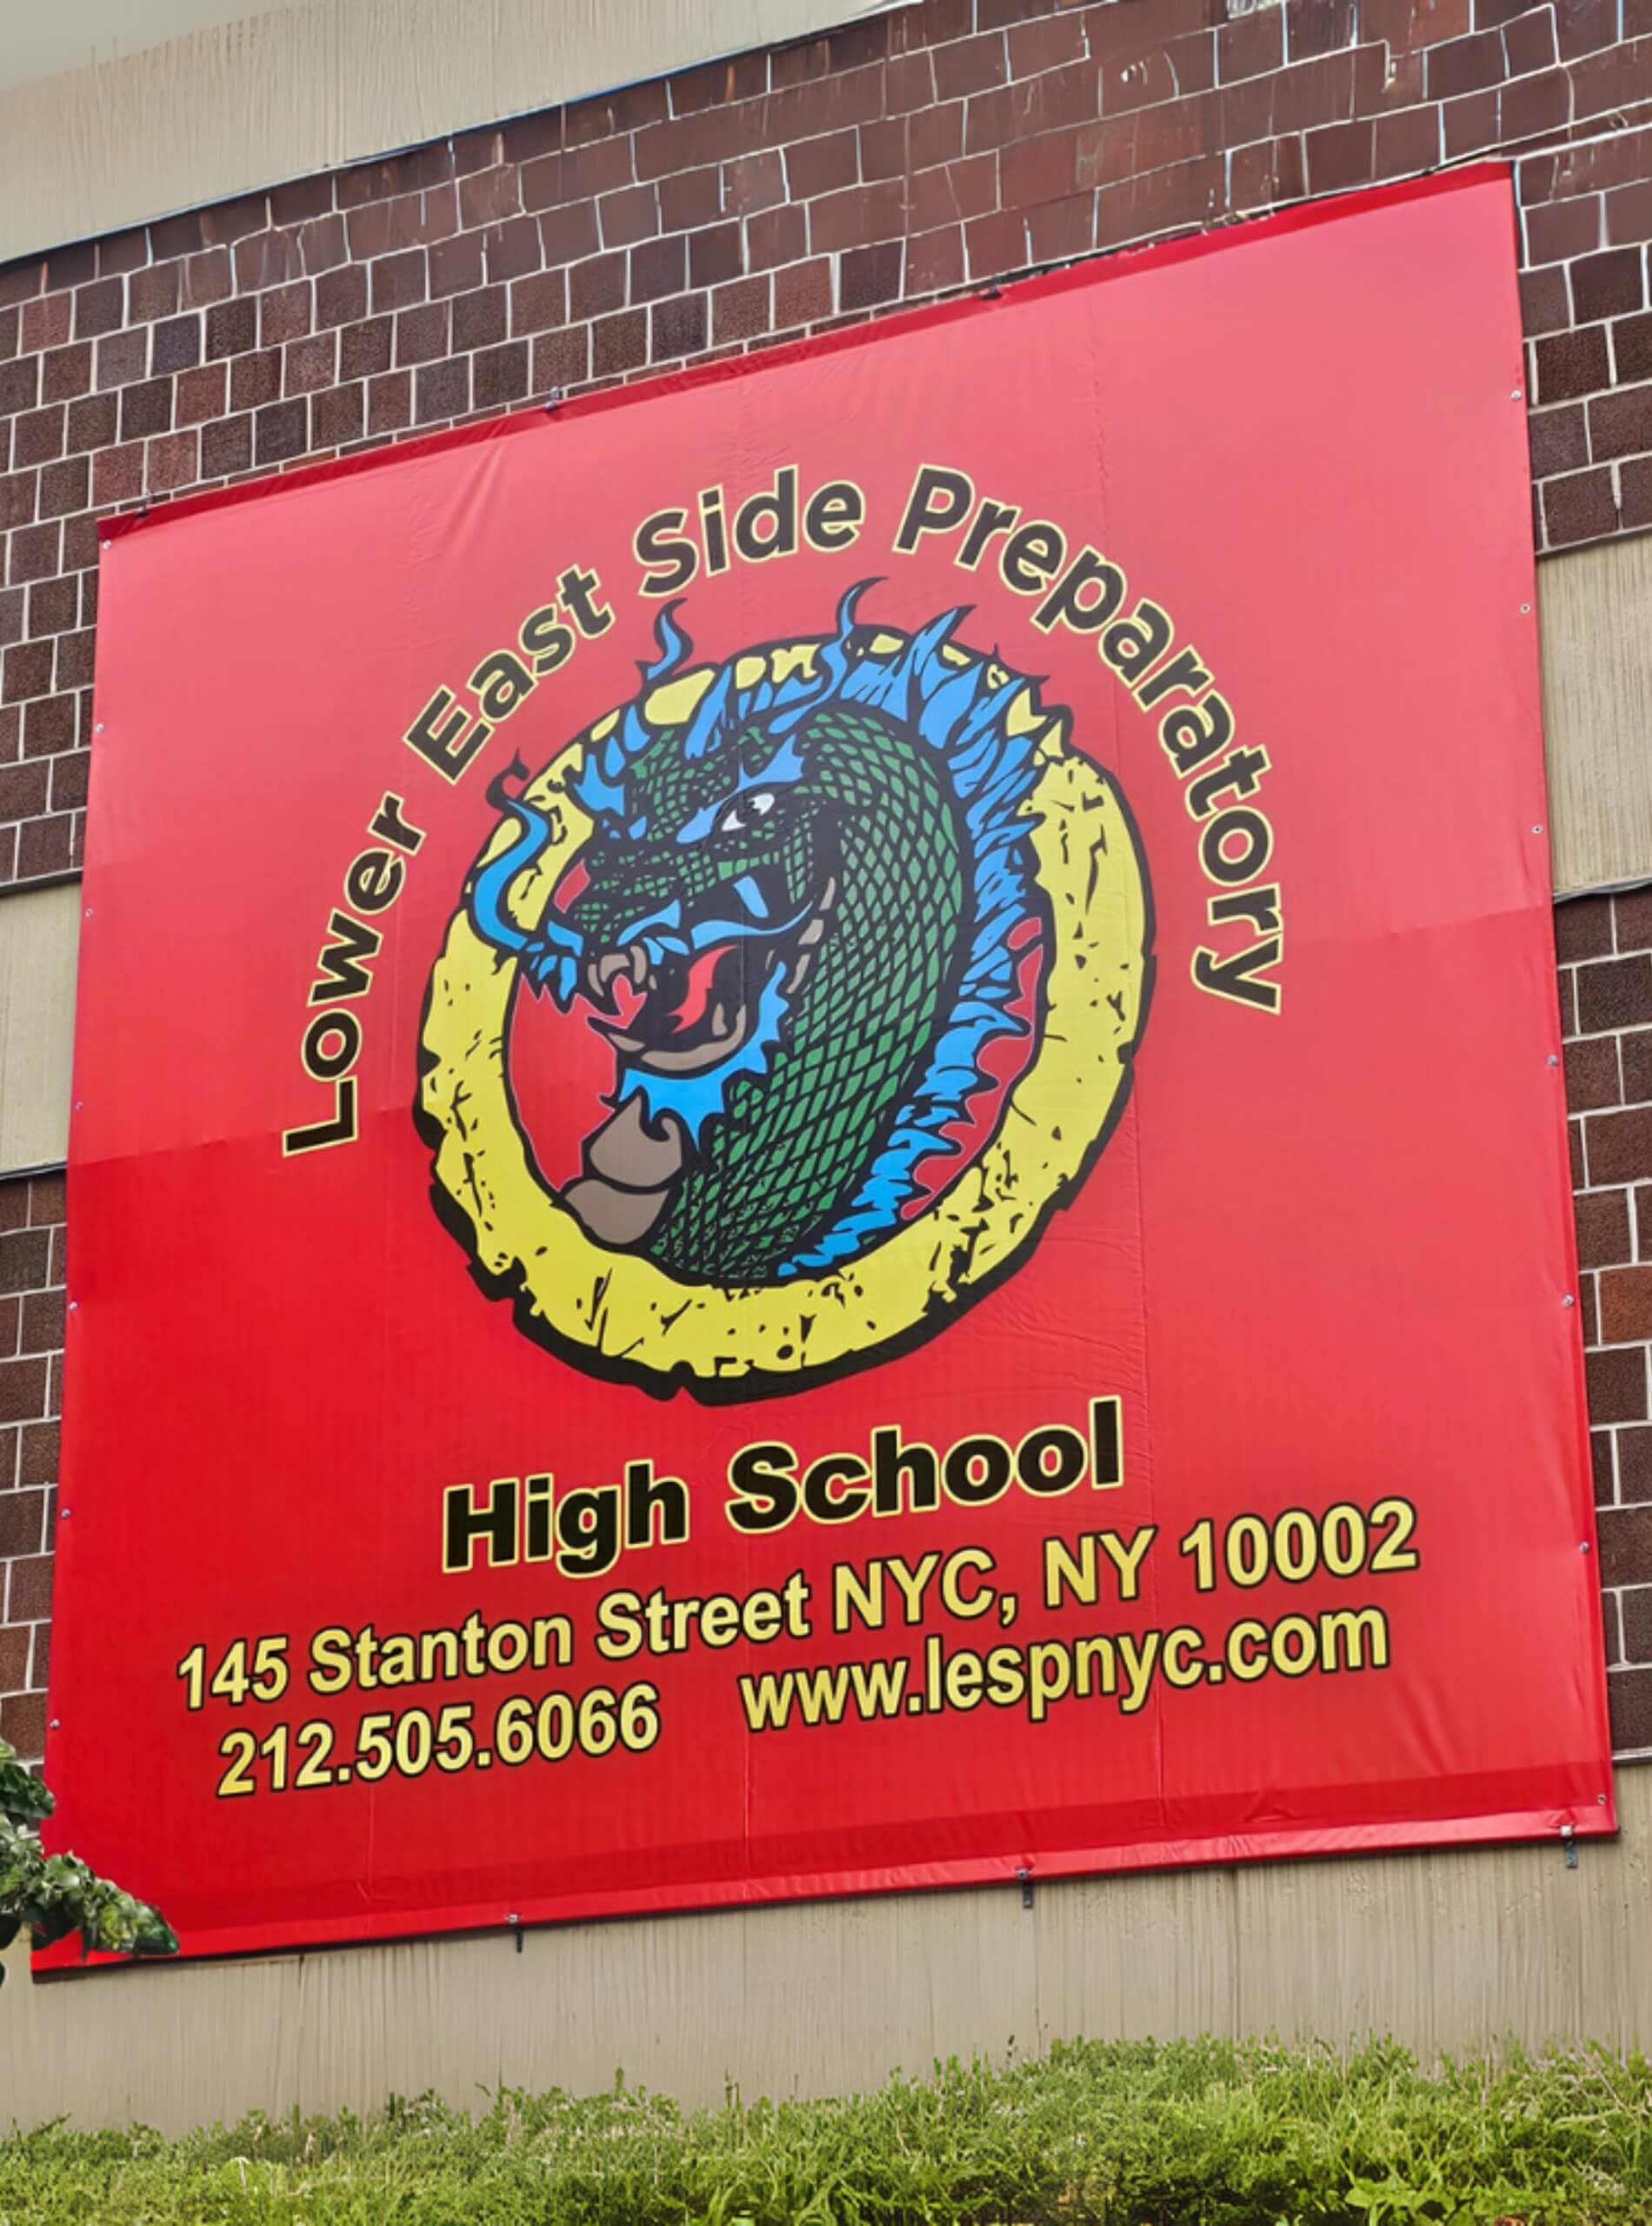 Lower East Side Preparatory
High School
145 Stanton Street NYC, NY 10002
212.505.6066 www.lespnyc.com